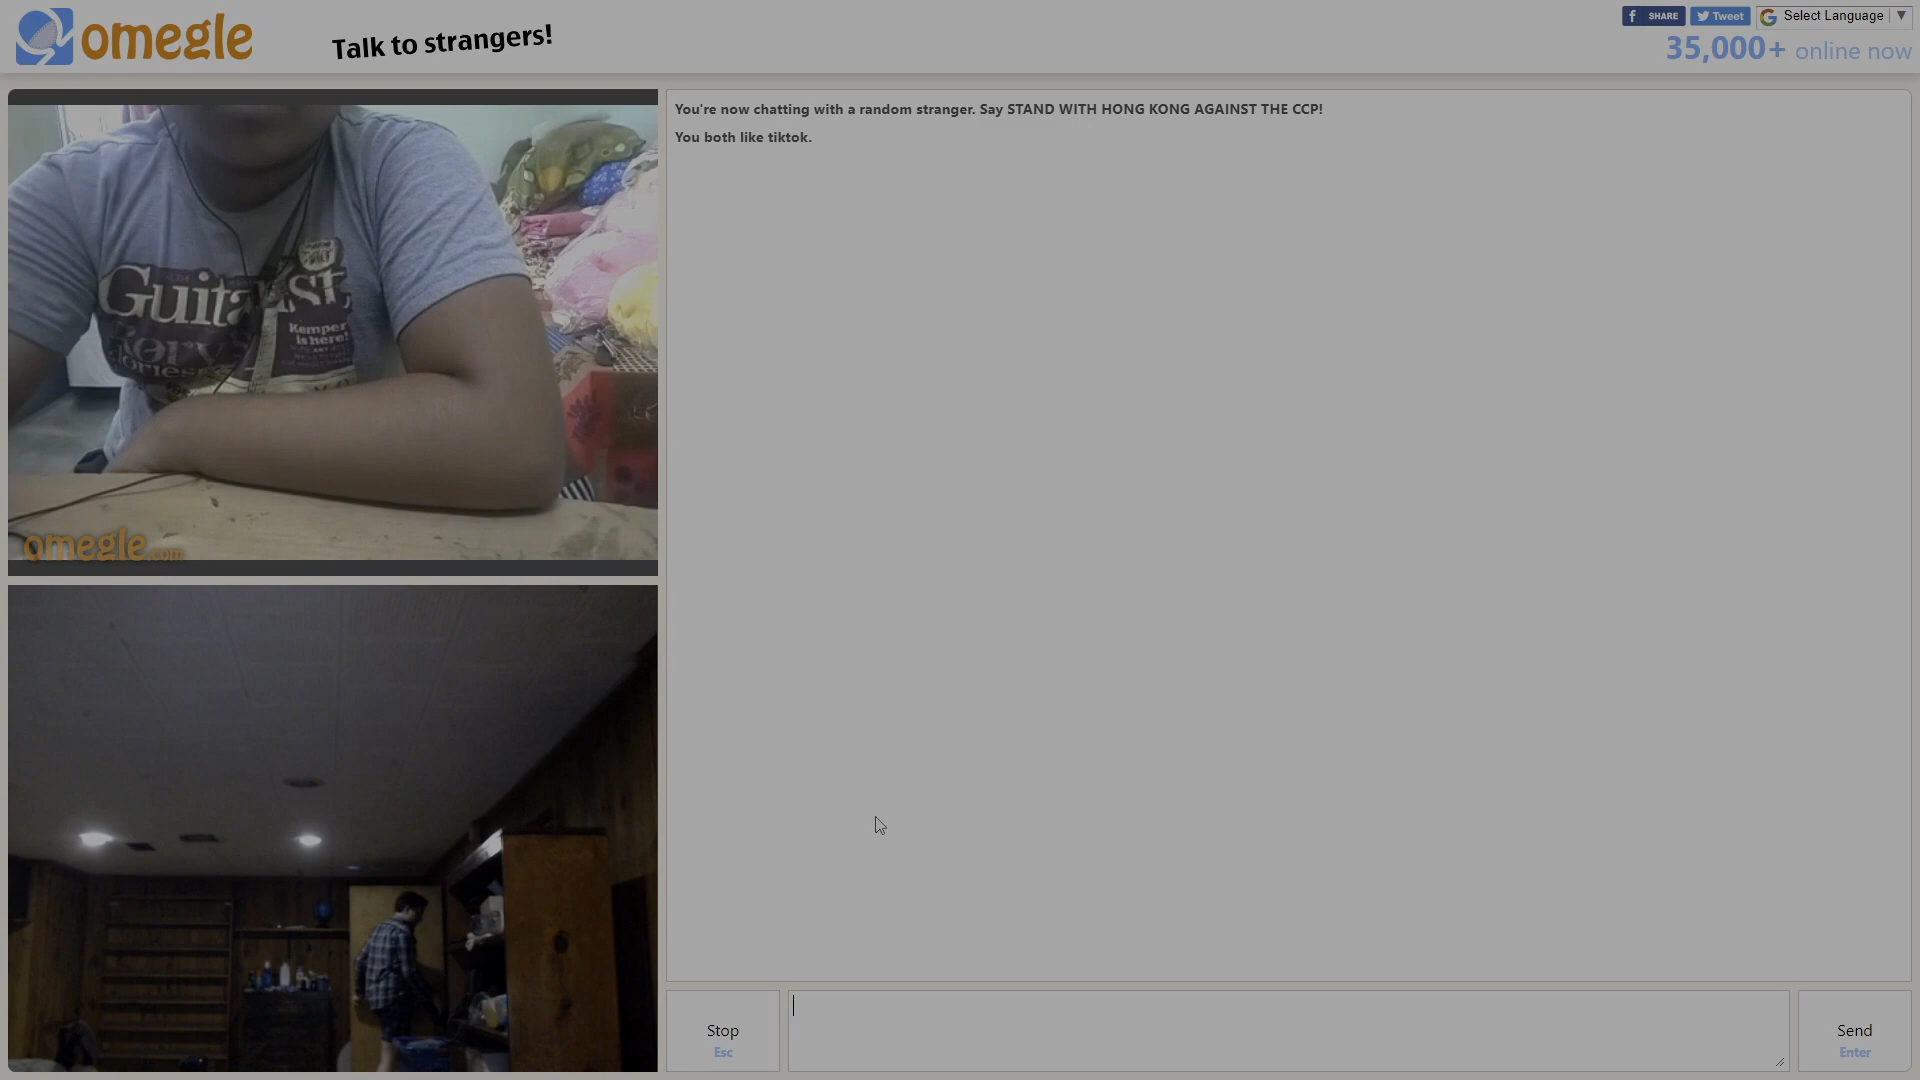 omegle
Talk to strangers!
SHARE
Tweet
Select Language
35,000+ online now
You're now chatting with a random stranger. Say STAND WITH HONG KONG AGAINST THE CCP!
You both like tiktok.
Guitarist
Kemper
is here!
omegle.com
Stop
Esc
Send
Enter